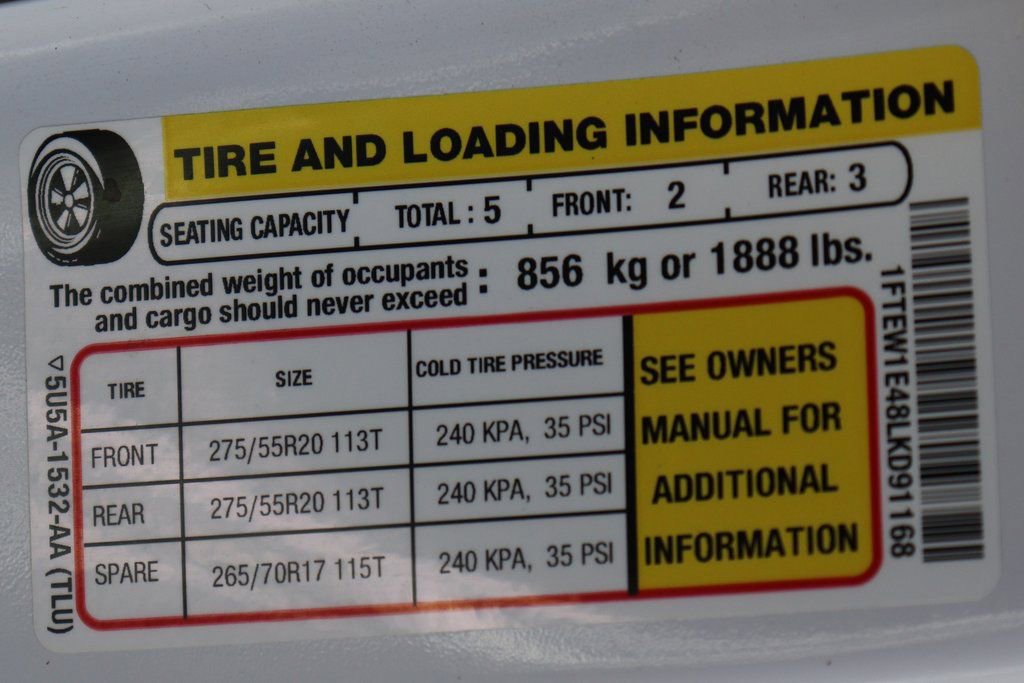 TIRE AND LOADING INFORMATION
SEATING CAPACITY TOTAL : 5 FRONT: 2 REAR: 3
The combined weight of occupants
and cargo should never exceed : 856 kg or 1888 lbs.
TIRE SIZE COLD TIRE PRESSURE
FRONT 275/55R20 113T 240 KPA, 35 PSI
REAR 275/55R20 113T 240 KPA, 35 PSI
SPARE 265/70R17 115T 240 KPA, 35 PSI
SEE OWNERS
MANUAL FOR
ADDITIONAL
INFORMATION
5U5A-1532-AA (TLU)
1FTEW1E48LKD91168